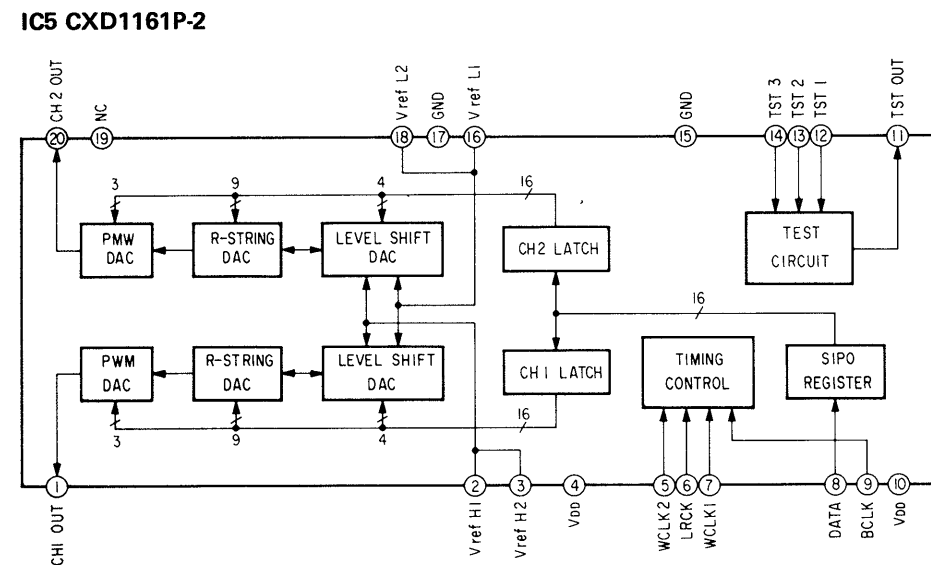 IC5 CXD1161P-2
CH2 OUT
NC
Vref L2
GND
Vref L1
GND
TST 3
TST 2
TST 1
TST OUT
20
19
18
17
16
15
14
13
12
11
3
9
4
16
PMW
DAC
R-STRING
DAC
LEVEL SHIFT
DAC
CH2 LATCH
TEST
CIRCUIT
16
PWM
DAC
R-STRING
DAC
LEVEL SHIFT
DAC
CH1 LATCH
TIMING
CONTROL
SIPO
REGISTER
3
9
4
16
1
2
3
4
5
6
7
8
9
10
CH1 OUT
Vref H1
Vref H2
VDD
WCLK2
LRCK
WCLK1
DATA
BCLK
VDD